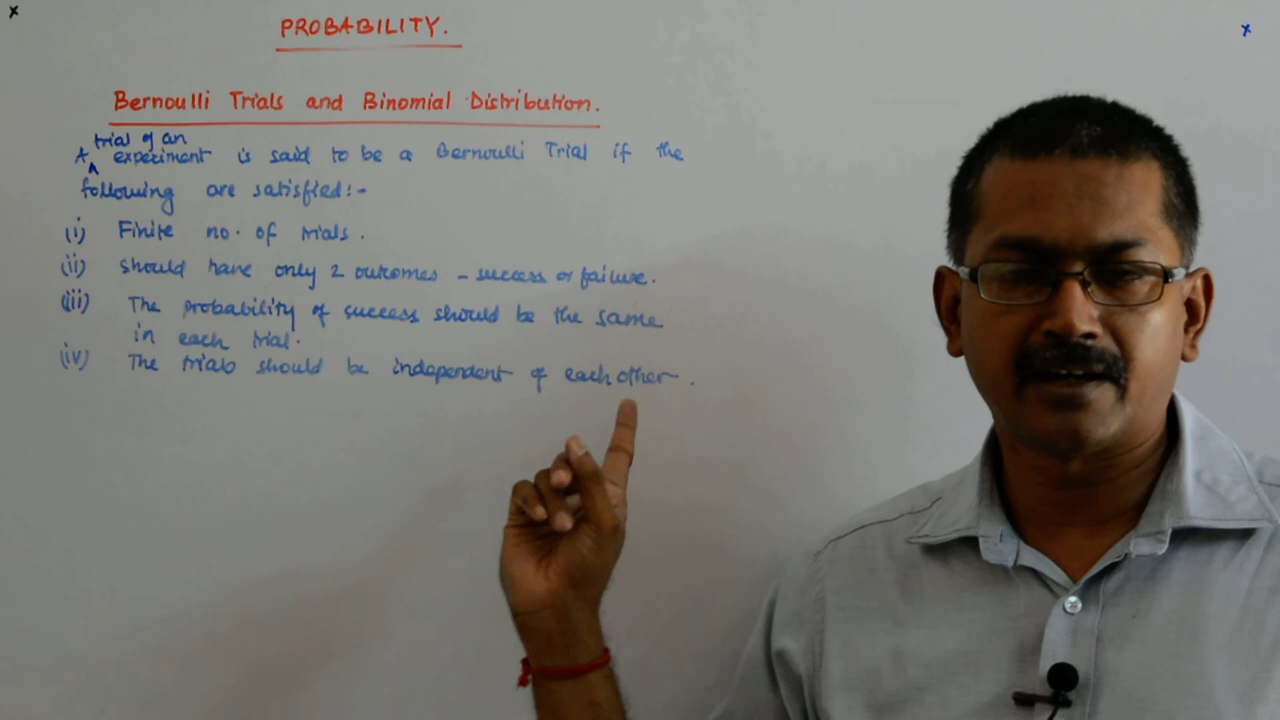 x
x
PROBABILITY.
Bernoulli Trials and Binomial Distribution.
trial of an
A experiment is said to be a Bernoulli Trial if the
following are satisfied:-
(i) Finite no. of trials.
(ii) should have only 2 outcomes - success or failure.
(iii) The probability of success should be the same
in each trial.
(iv) The trials should be independent of each other.